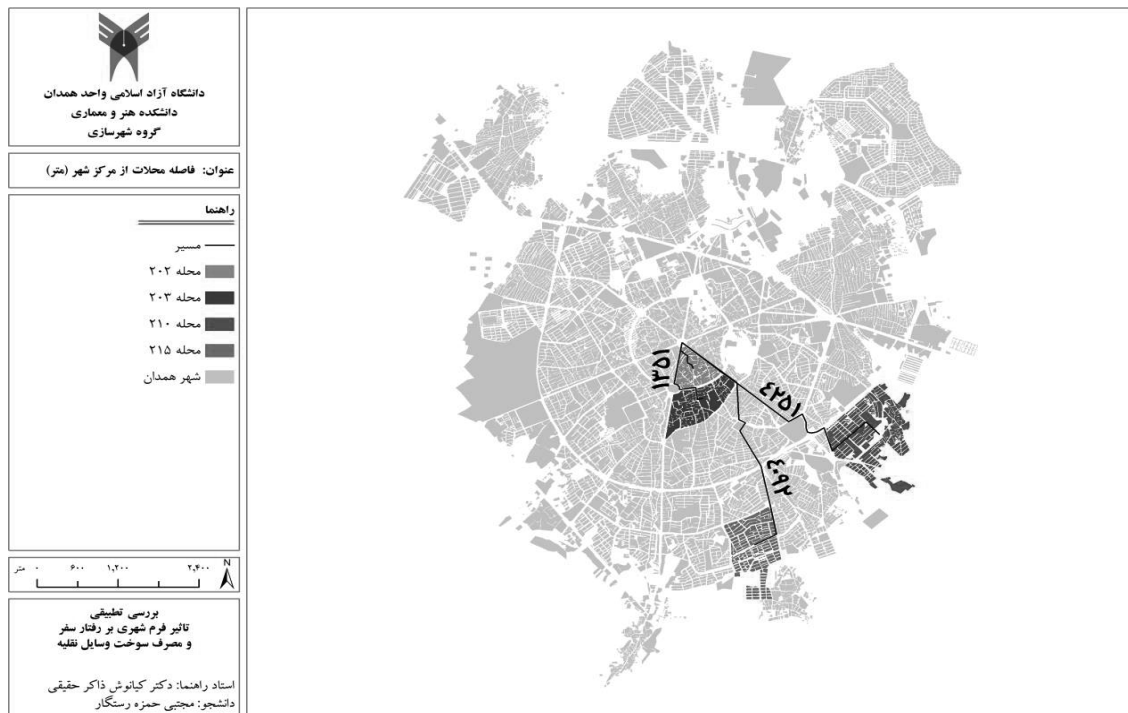 دانشگاه آزاد اسلامی واحد همدان
دانشکده هنر و معماری
گروه شهرسازی
عنوان: فاصله محلات از مرکز شهر (متر)
راهنما
مسیر
محله ۲۰۲
محله ۲۰۳
محله ۲۱۰
محله ۲۱۵
شهر همدان
۱۳۵۱
٤۲۵۱
٤۰۹۲
N
متر ۰ ۶۰۰ ۱,۲۰۰ ۲,۴۰۰
بررسی تطبیقی
تاثیر فرم شهری بر رفتار سفر
و مصرف سوخت وسایل نقلیه
استاد راهنما: دکتر کیانوش ذاکر حقیقی
دانشجو: مجتبی حمزه رستگار